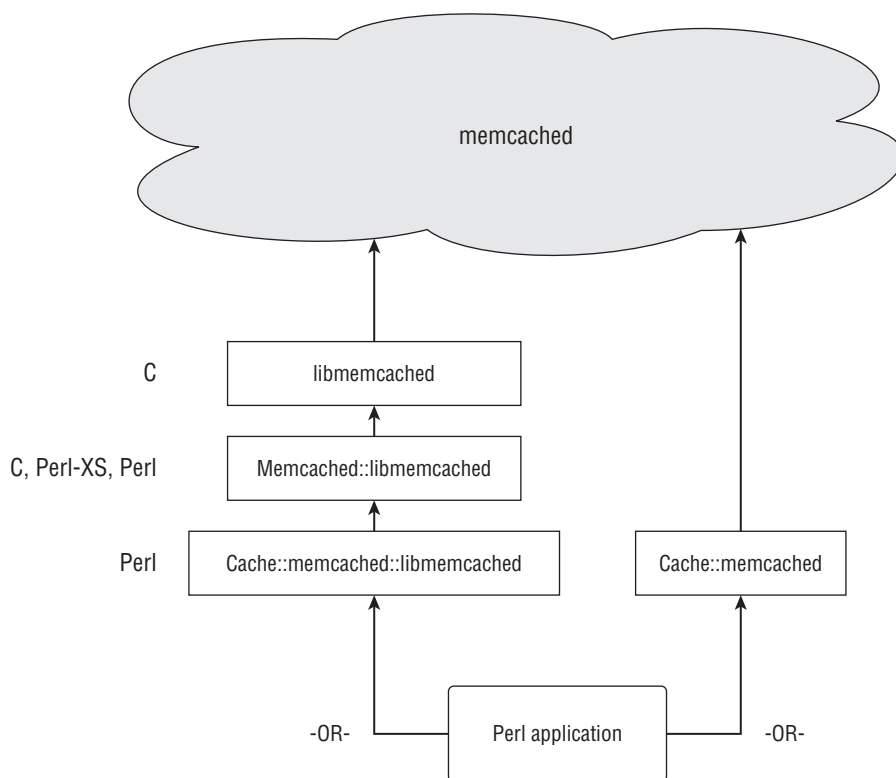 memcached
C
libmemcached
C, Perl-XS, Perl
Memcached::libmemcached
Perl
Cache::memcached::libmemcached
Cache::memcached
-OR-
Perl application
-OR-